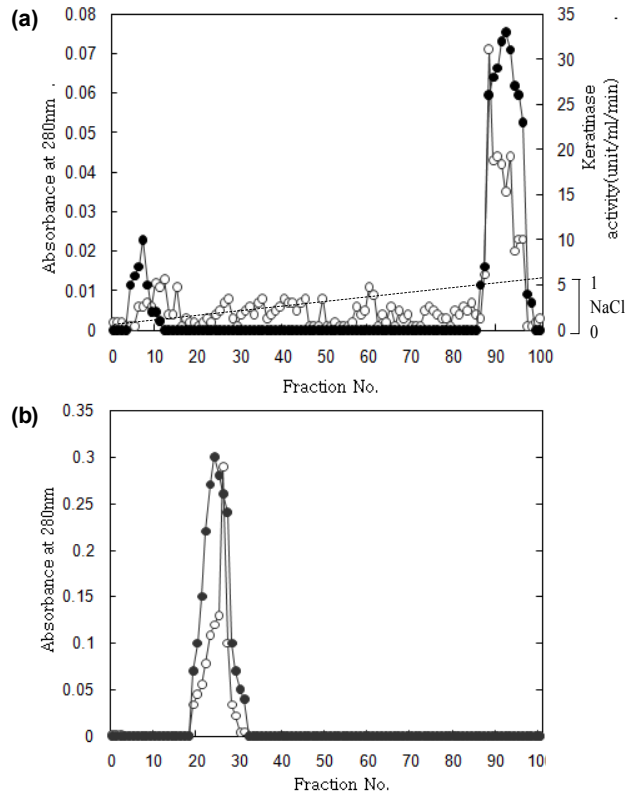 (a)
Absorbance at 280nm .
0.08
0.07
0.06
0.05
0.04
0.03
0.02
0.01
0
35
30
25
20
15
10
5
0
Keratinase
activity(unit/ml/min)
1
NaCl
0
0 10 20 30 40 50 60 70 80 90 100
Fraction No.
(b)
Absorbance at 280nm
0.35
0.3
0.25
0.2
0.15
0.1
0.05
0
0 10 20 30 40 50 60 70 80 90 100
Fraction No.